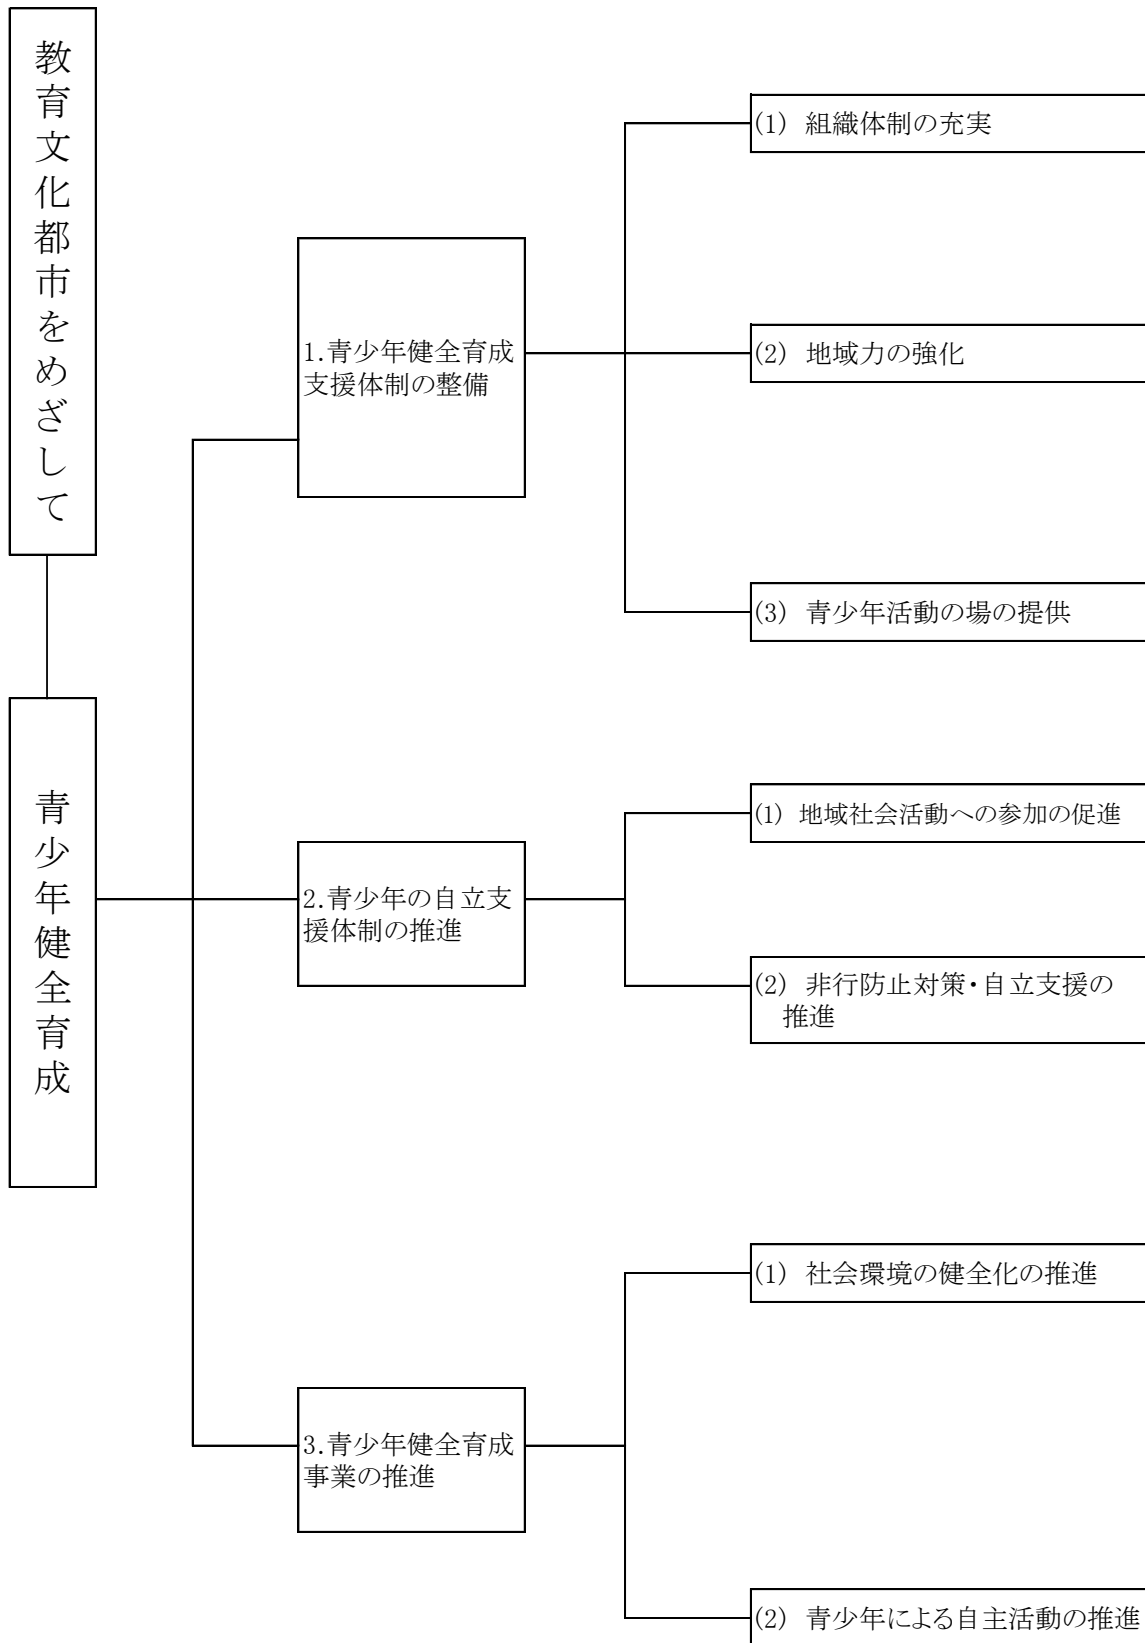 教育文化都市をめざして
青少年健全育成
1.青少年健全育成
支援体制の整備
(1) 組織体制の充実
(2) 地域力の強化
(3) 青少年活動の場の提供
2.青少年の自立支
援体制の推進
(1) 地域社会活動への参加の促進
(2) 非行防止対策・自立支援の
推進
3.青少年健全育成
事業の推進
(1) 社会環境の健全化の推進
(2) 青少年による自主活動の推進